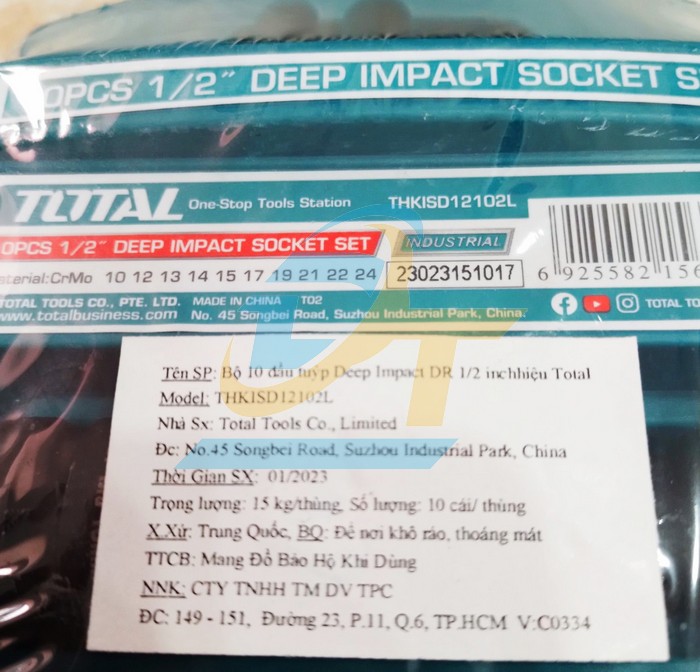 0PCS 1/2" DEEP IMPACT SOCKET S
TOTAL One-Stop Tools Station THKISD12102L
0PCS 1/2" DEEP IMPACT SOCKET SET INDUSTRIAL
aterial:CrMo 10 12 13 14 15 17 19 21 22 24 23023151017 6 925582 156
TOTAL TOOLS CO., PTE. LTD. MADE IN CHINA T02
www.totalbusiness.com No. 45 Songbei Road, Suzhou Industrial Park, China. TOTAL TO
Tên SP: Bộ 10 đầu tuýp Deep Impact DR 1/2 inchhiệu Total
Model: THKISD12102L
Nhà Sx: Total Tools Co., Limited
Đc: No.45 Songbei Road, Suzhou Industrial Park, China
Thời Gian SX: 01/2023
Trọng lượng: 15 kg/thùng, Số lượng: 10 cái/ thùng
X.Xứ: Trung Quốc, BQ: Để nơi khô ráo, thoáng mát
TTCB: Mang Đồ Bảo Hộ Khi Dùng
NNK: CTY TNHH TM DV TPC
ĐC: 149 - 151, Đường 23, P.11, Q.6, TP.HCM V:C0334